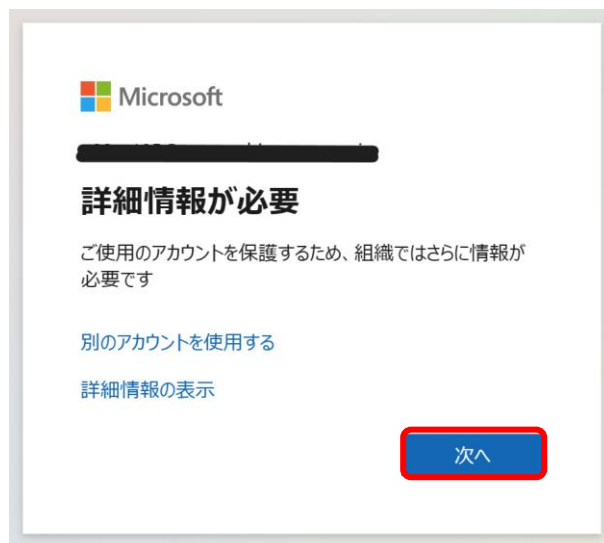 Microsoft
詳細情報が必要
ご使用のアカウントを保護するため、組織ではさらに情報が
必要です
別のアカウントを使用する
詳細情報の表示
次へ